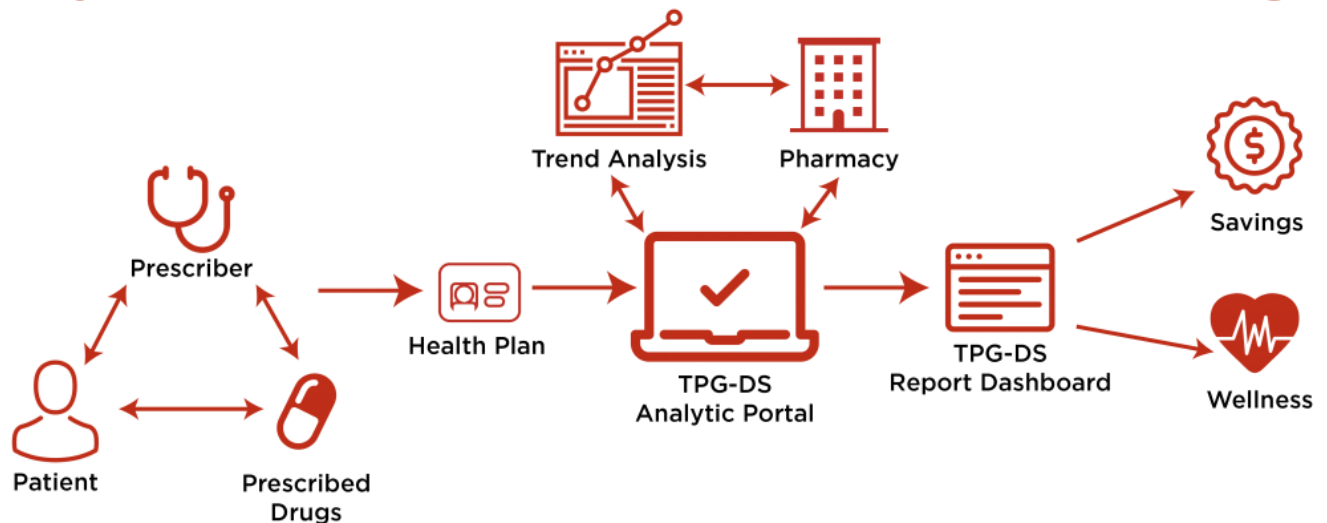 Trend Analysis
Pharmacy
Savings
Prescriber
Health Plan
TPG-DS
Analytic Portal
TPG-DS
Report Dashboard
Wellness
Patient
Prescribed
Drugs
$